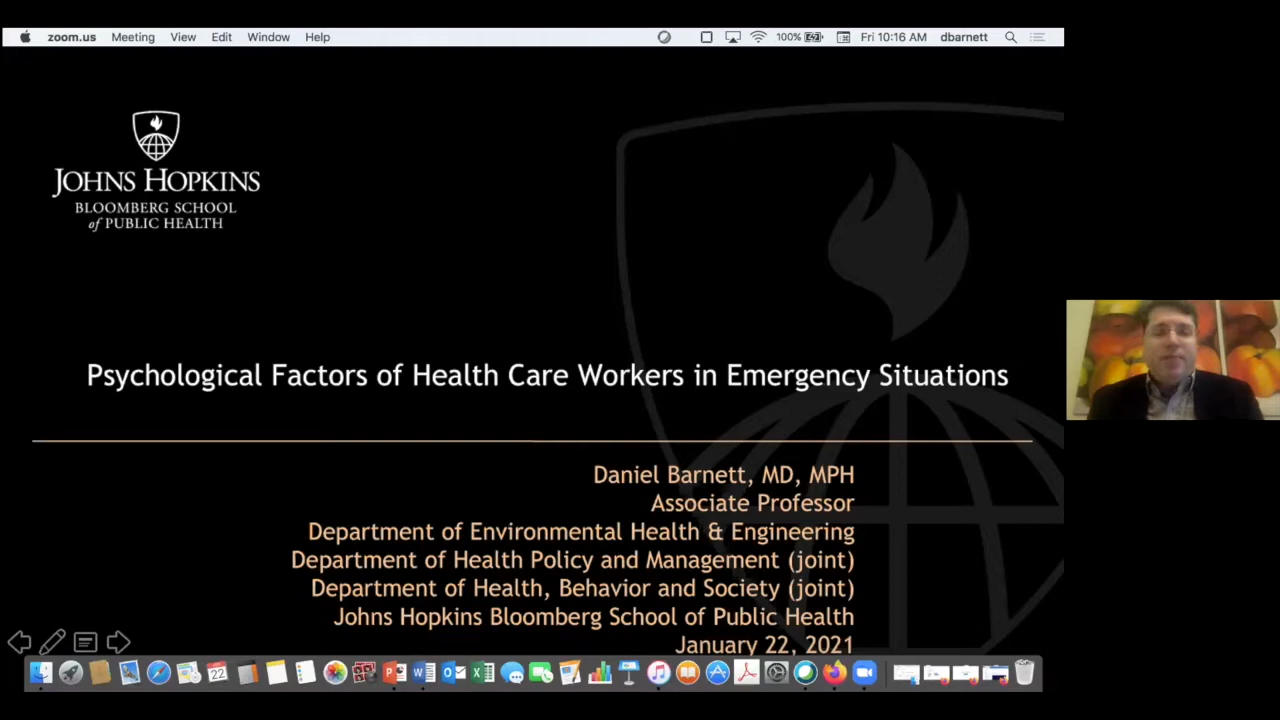 zoom.us Meeting View Edit Window Help 100% Fri 10:16 AM dbarnett
JOHNS HOPKINS
BLOOMBERG SCHOOL
of PUBLIC HEALTH
Psychological Factors of Health Care Workers in Emergency Situations
Daniel Barnett, MD, MPH
Associate Professor
Department of Environmental Health & Engineering
Department of Health Policy and Management (joint)
Department of Health, Behavior and Society (joint)
Johns Hopkins Bloomberg School of Public Health
January 22, 2021
22